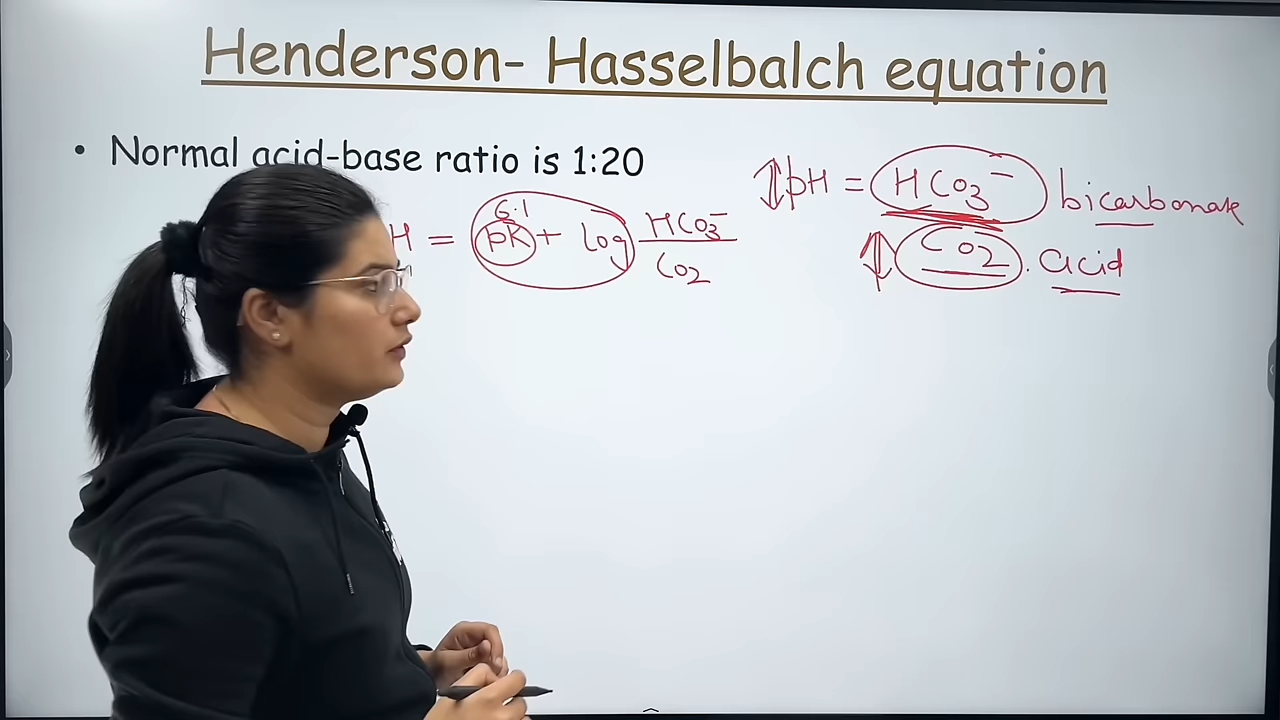 Henderson- Hasselbalch equation
• Normal acid-base ratio is 1:20
H = pK + log HCO3-
6.1
CO2
↕pH = HCO3- bicarbonate
↕ CO2. acid